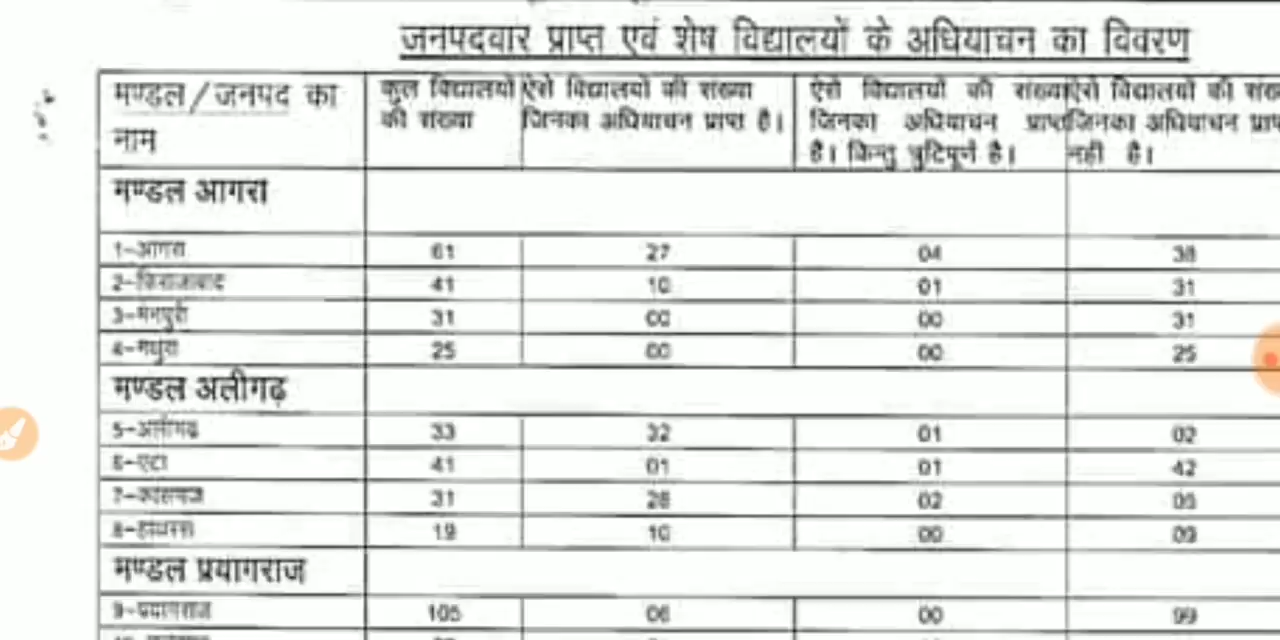 जनपदवार प्राप्त एवं शेष विद्यालयों के अधियाचन का विवरण
मण्डल/जनपद का नाम
कुल विद्यालयों की संख्या
ऐसे विद्यालयों की संख्या जिनका अधियाचन प्राप्त है।
ऐसे विद्यालयों की संख्या जिनका अधियाचन प्राप्त है। किन्तु त्रुटिपूर्ण है।
ऐसे विद्यालयों की जिनका अधियाचन नही है।
मण्डल आगरा
1-आगरा 61 27 04 38
2-फिरोजाबाद 41 10 01 31
3-मैनपुरी 31 00 00 31
4-मथुरा 25 00 00 25
मण्डल अलीगढ़
5-अलीगढ़ 33 32 01 02
6-एटा 41 01 01 42
7-कासगंज 31 28 02
8-हाथरस 19 10 00 09
मण्डल प्रयागराज
9-प्रयागराज 105 06 00 99